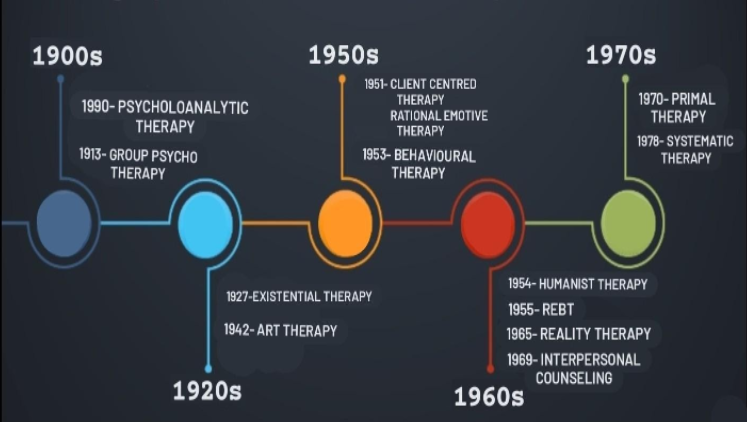 1900s
1990- PSYCHOLOANALYTIC
THERAPY
1913- GROUP PSYCHO
THERAPY
1927-EXISTENTIAL THERAPY
1942- ART THERAPY
1920s
1950s
1951- CLIENT CENTRED
THERAPY
RATIONAL EMOTIVE
THERAPY
1953- BEHAVIOURAL
THERAPY
1954- HUMANIST THERAPY
1955- REBT
1965- REALITY THERAPY
1969- INTERPERSONAL
COUNSELING
1960s
1970s
1970- PRIMAL
THERAPY
1978- SYSTEMATIC
THERAPY